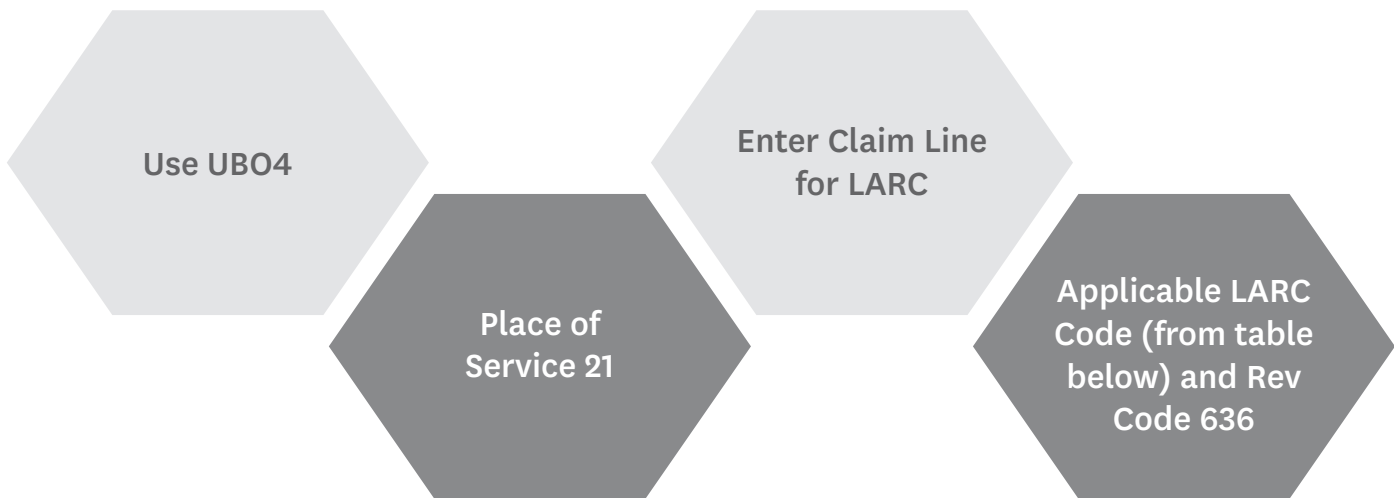 Use UBO4
Place of
Service 21
Enter Claim Line
for LARC
Applicable LARC
Code (from table
below) and Rev
Code 636